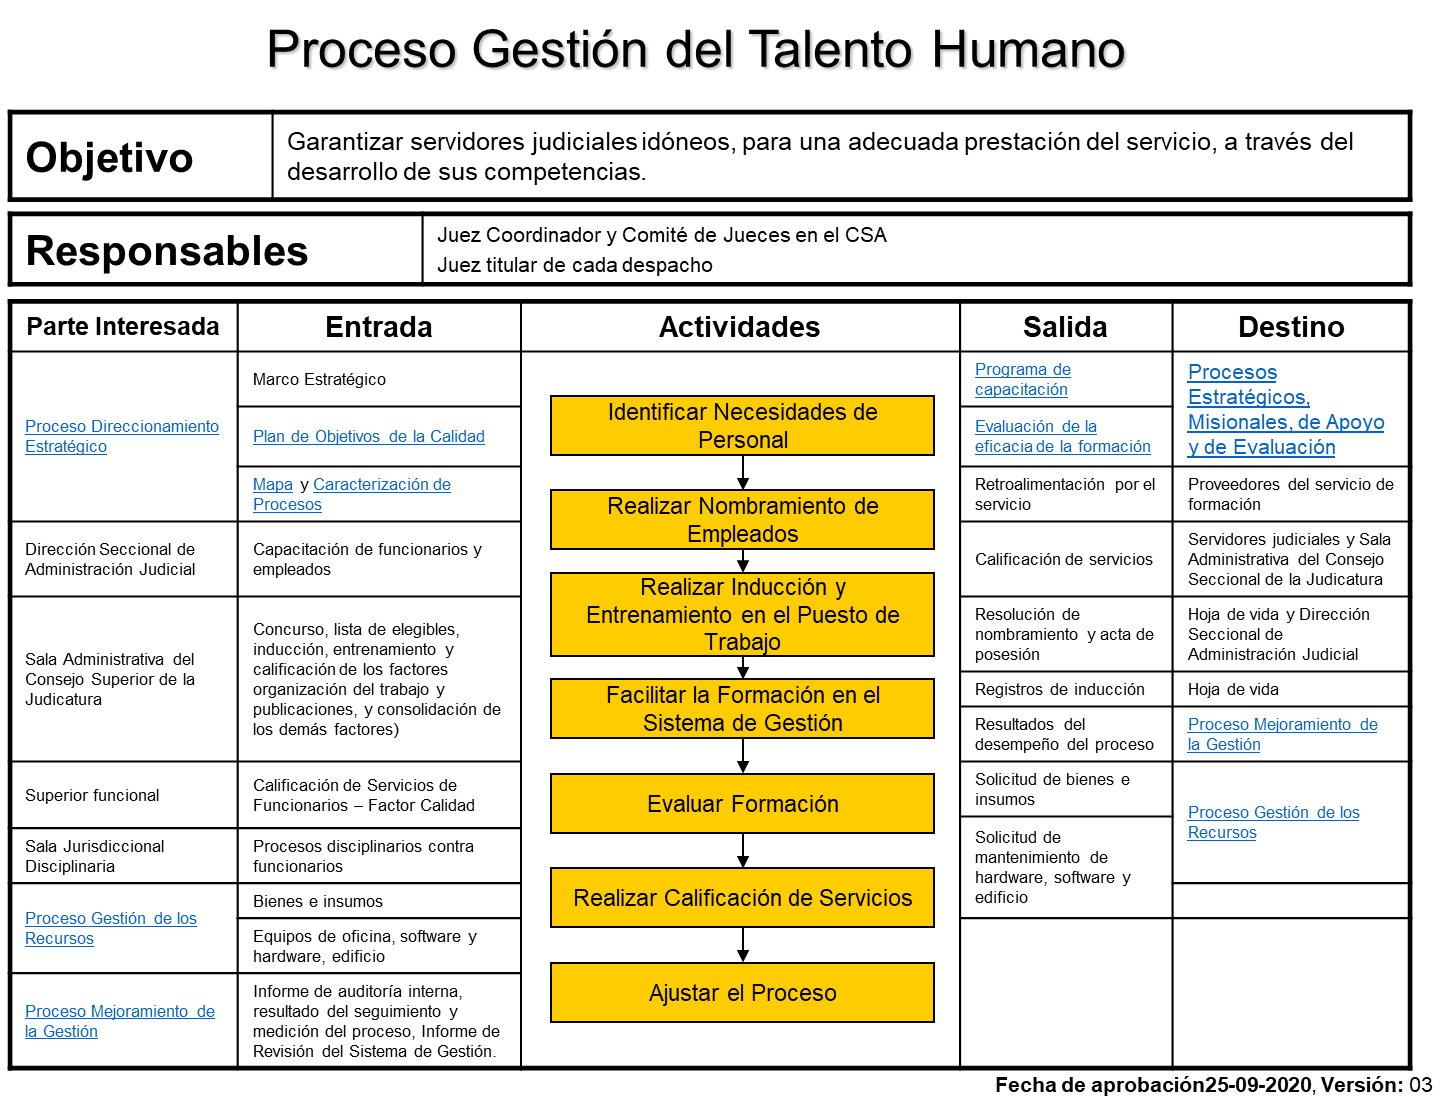 Proceso Gestión del Talento Humano
Objetivo
Garantizar servidores judiciales idóneos, para una adecuada prestación del servicio, a través del
desarrollo de sus competencias.
Responsables
Juez Coordinador y Comité de Jueces en el CSA
Juez titular de cada despacho
Parte Interesada
Entrada
Actividades
Salida
Destino
Proceso Direccionamiento
Estratégico
Marco Estratégico
Plan de Objetivos de la Calidad
Mapa y Caracterización de
Procesos
Dirección Seccional de
Administración Judicial
Capacitación de funcionarios y
empleados
Sala Administrativa del
Consejo Superior de la
Judicatura
Concurso, lista de elegibles,
inducción, entrenamiento y
calificación de los factores
organización del trabajo y
publicaciones, y consolidación de
los demás factores)
Superior funcional
Calificación de Servicios de
Funcionarios – Factor Calidad
Sala Jurisdiccional
Disciplinaria
Procesos disciplinarios contra
funcionarios
Proceso Gestión de los
Recursos
Bienes e insumos
Equipos de oficina, software y
hardware, edificio
Proceso Mejoramiento de
la Gestión
Informe de auditoría interna,
resultado del seguimiento y
medición del proceso, Informe de
Revisión del Sistema de Gestión.
Identificar Necesidades de
Personal
Realizar Nombramiento de
Empleados
Realizar Inducción y
Entrenamiento en el Puesto de
Trabajo
Facilitar la Formación en el
Sistema de Gestión
Evaluar Formación
Realizar Calificación de Servicios
Ajustar el Proceso
Programa de
capacitación
Evaluación de la
eficacia de la formación
Procesos
Estratégicos,
Misionales, de Apoyo
y de Evaluación
Retroalimentación por el
servicio
Proveedores del servicio de
formación
Calificación de servicios
Servidores judiciales y Sala
Administrativa del Consejo
Seccional de la Judicatura
Resolución de
nombramiento y acta de
posesión
Hoja de vida y Dirección
Seccional de
Administración Judicial
Registros de inducción
Hoja de vida
Resultados del
desempeño del proceso
Proceso Mejoramiento de
la Gestión
Solicitud de bienes e
insumos
Solicitud de
mantenimiento de
hardware, software y
edificio
Proceso Gestión de los
Recursos
Fecha de aprobación25-09-2020, Versión: 03